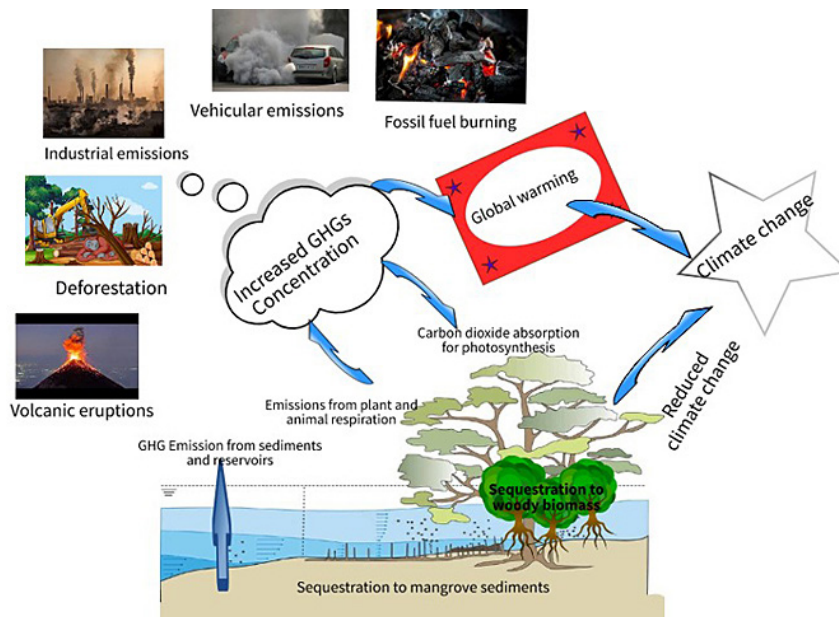 Vehicular emissions
Fossil fuel burning
Industrial emissions
Global warming
Climate change
Increased GHGs
Concentration
Deforestation
Carbon dioxide absorption
for photosynthesis
Volcanic eruptions
Emissions from plant and
animal respiration
Reduced
climate change
GHG Emission from sediments
and reservoirs
Sequestration to
woody biomass
Sequestration to mangrove sediments